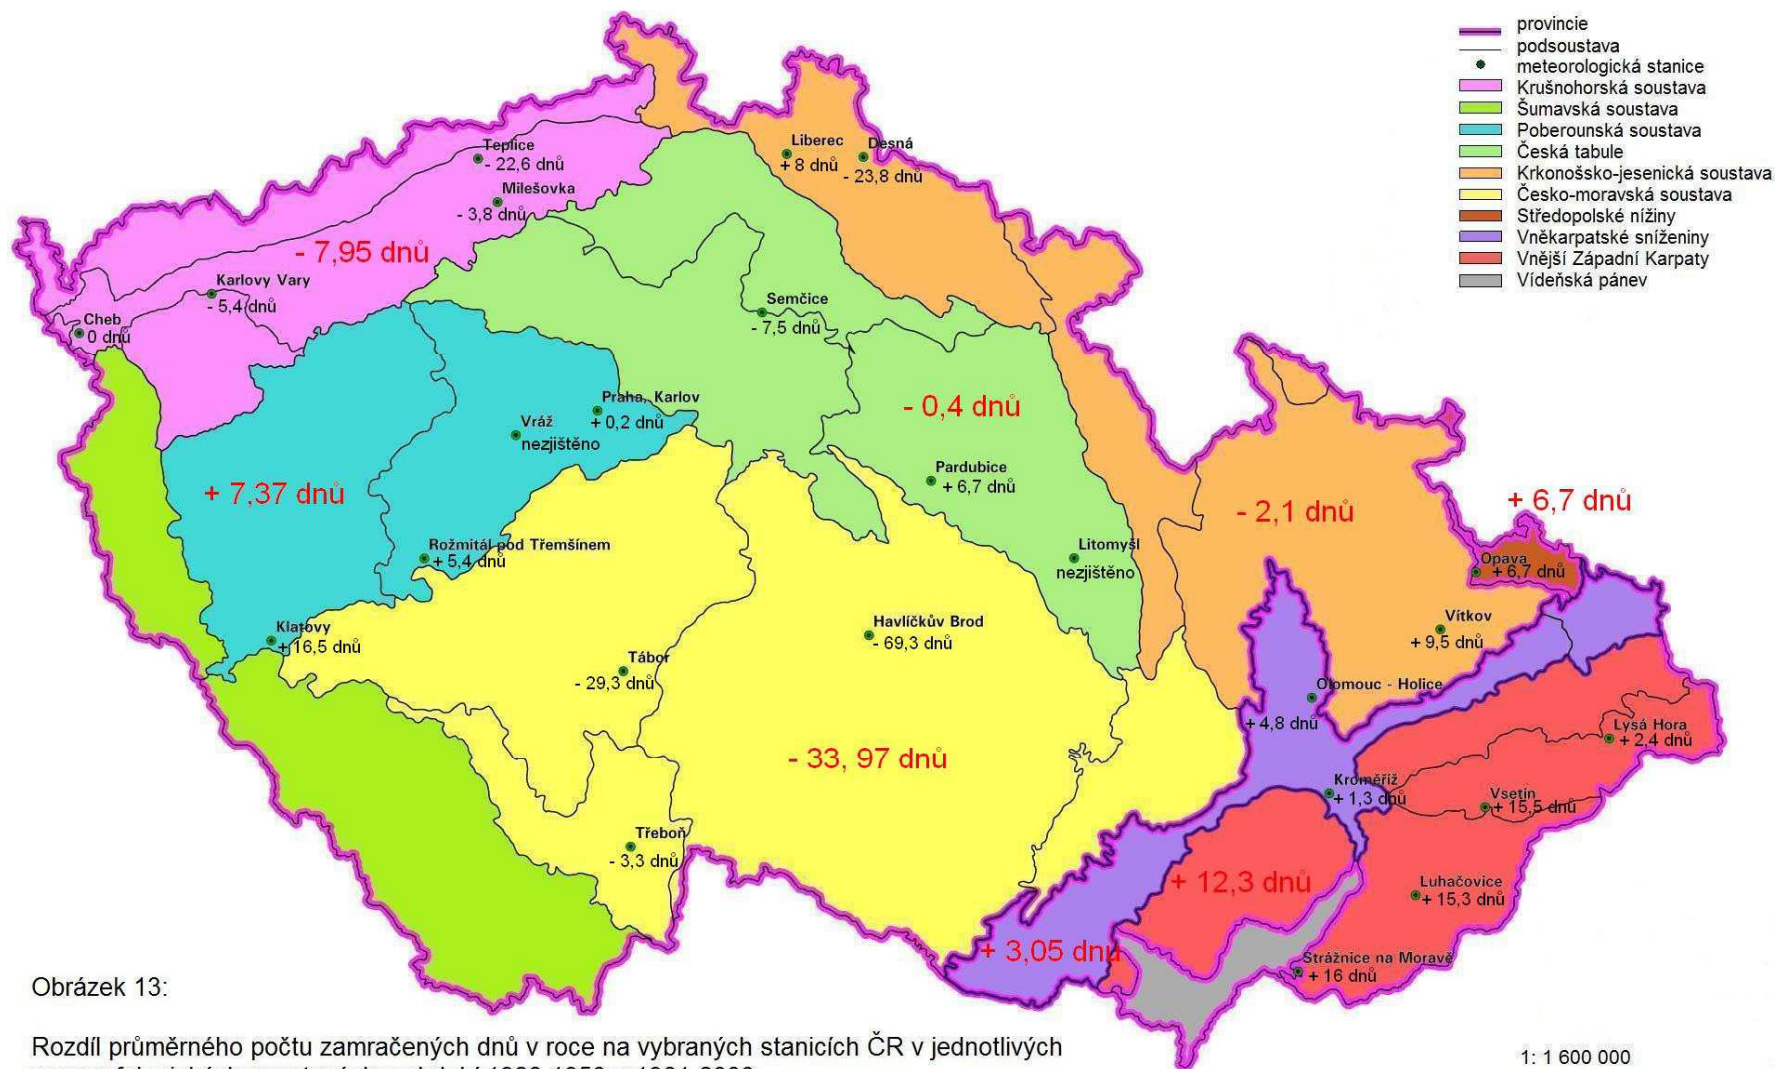 provincie
podsoustava
meteorologická stanice
Krušnohorská soustava
Šumavská soustava
Poberounská soustava
Česká tabule
Krkonošsko-jesenická soustava
Česko-moravská soustava
Středopolské nížiny
Vněkarpatské sníženiny
Vnější Západní Karpaty
Vídeňská pánev
Teplice
- 22,6 dnů
Milešovka
- 3,8 dnů
- 7,95 dnů
Karlovy Vary
- 5,4 dnů
Cheb
0 dnů
Liberec
+ 8 dnů
Desná
- 23,8 dnů
Semčice
- 7,5 dnů
- 0,4 dnů
Praha, Karlov
+ 0,2 dnů
Vráž
nezjištěno
+ 7,37 dnů
Pardubice
+ 6,7 dnů
- 2,1 dnů
+ 6,7 dnů
Rožmitál pod Třemšínem
+ 5,4 dnů
Litomyšl
nezjištěno
Opava
+ 6,7 dnů
Klatovy
+ 16,5 dnů
Havlíčkův Brod
- 69,3 dnů
Vítkov
+ 9,5 dnů
Tábor
- 29,3 dnů
Olomouc - Holice
+ 4,8 dnů
Lysá Hora
+ 2,4 dnů
- 33, 97 dnů
Kroměříž
+ 1,3 dnů
Vsetín
+ 15,5 dnů
Třeboň
- 3,3 dnů
+ 12,3 dnů
Luhačovice
+ 15,3 dnů
+ 3,05 dnů
Strážnice na Moravě
+ 16 dnů
Obrázek 13:
Rozdíl průměrného počtu zamračených dnů v roce na vybraných stanicích ČR v jednotlivých
1: 1 600 000